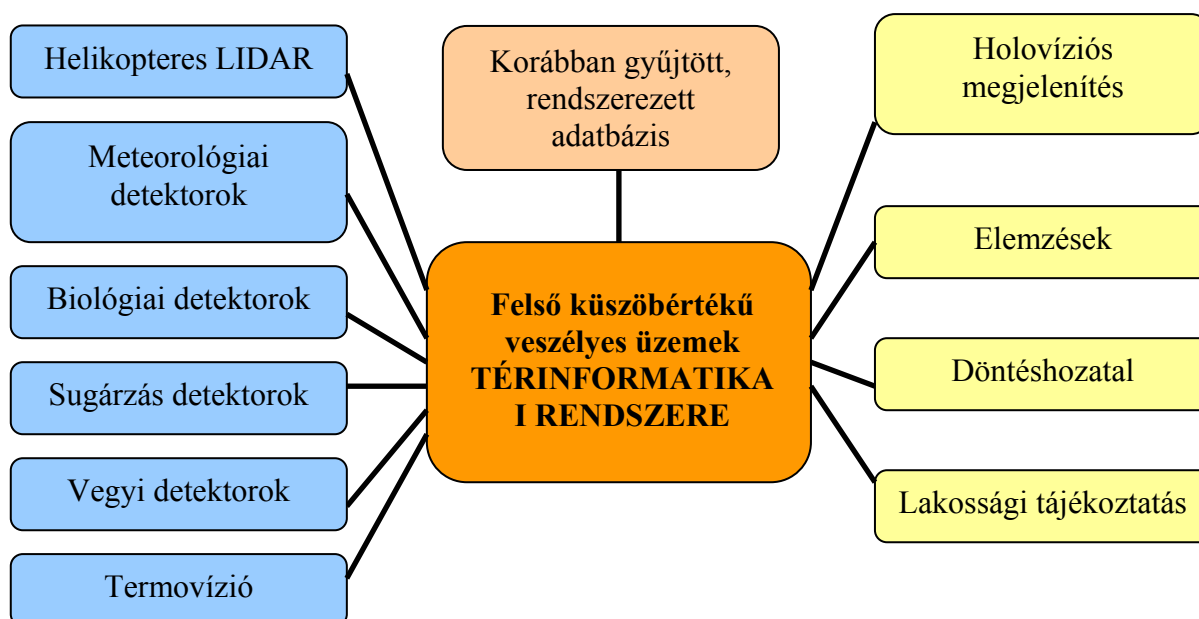 Helikopteres LIDAR
Meteorológiai
detektorok
Biológiai detektorok
Sugárzás detektorok
Vegyi detektorok
Termovízió
Korábban gyűjtött,
rendszerezett
adatbázis
Felső küszöbértékű
veszélyes üzemek
TÉRINFORMATIKA
I RENDSZERE
Holovíziós
megjelenítés
Elemzések
Döntéshozatal
Lakossági tájékoztatás